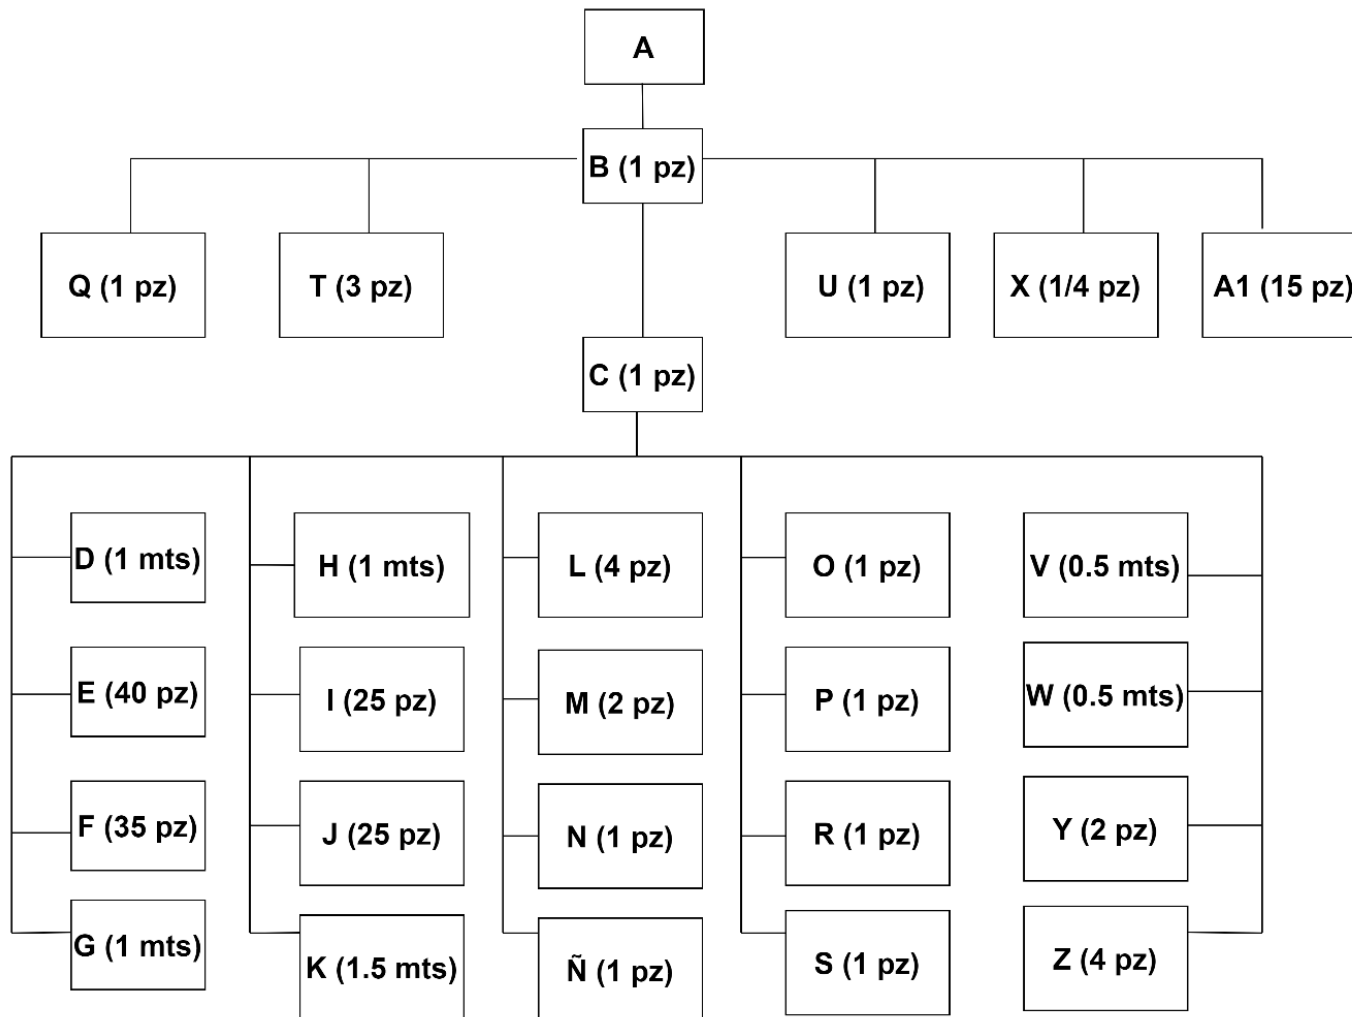 A
B (1 pz)
Q (1 pz)
T (3 pz)
U (1 pz)
X (1/4 pz)
A1 (15 pz)
C (1 pz)
D (1 mts)
H (1 mts)
L (4 pz)
O (1 pz)
V (0.5 mts)
E (40 pz)
I (25 pz)
M (2 pz)
P (1 pz)
W (0.5 mts)
F (35 pz)
J (25 pz)
N (1 pz)
R (1 pz)
Y (2 pz)
G (1 mts)
K (1.5 mts)
Ñ (1 pz)
S (1 pz)
Z (4 pz)